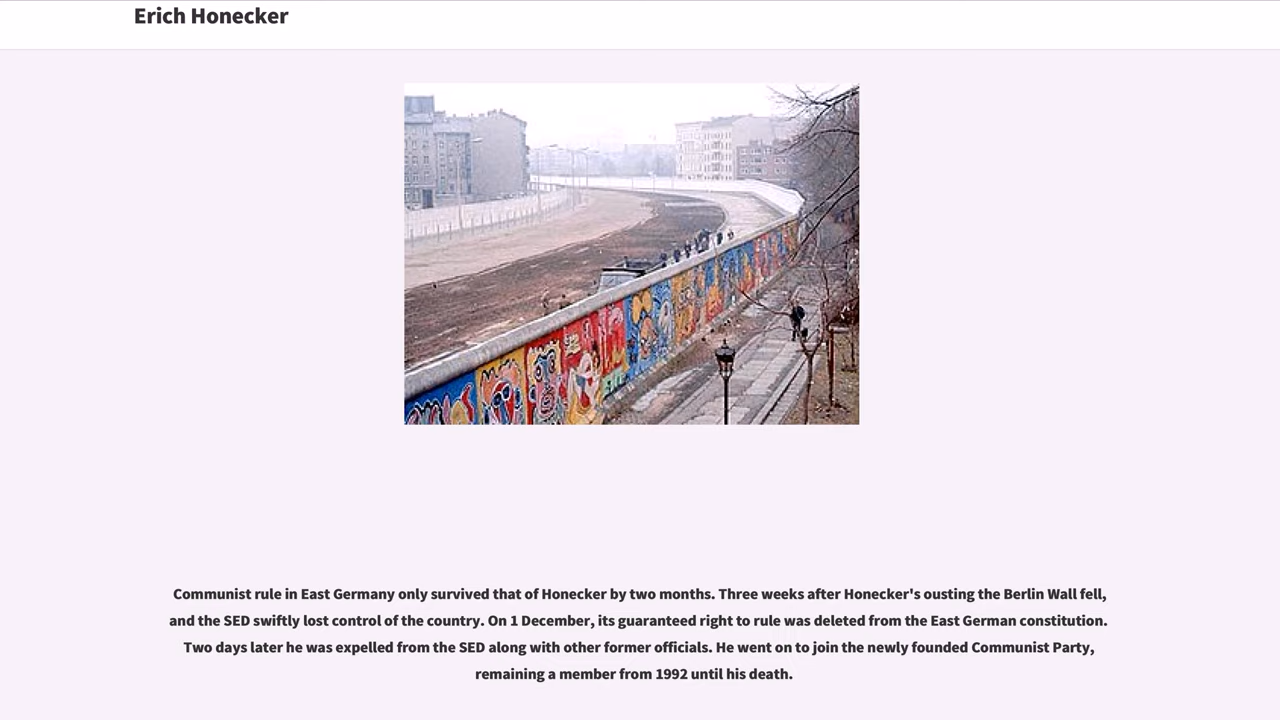 Erich Honecker
Communist rule in East Germany only survived that of Honecker by two months. Three weeks after Honecker's ousting the Berlin Wall fell,
and the SED swiftly lost control of the country. On 1 December, its guaranteed right to rule was deleted from the East German constitution.
Two days later he was expelled from the SED along with other former officials. He went on to join the newly founded Communist Party,
remaining a member from 1992 until his death.